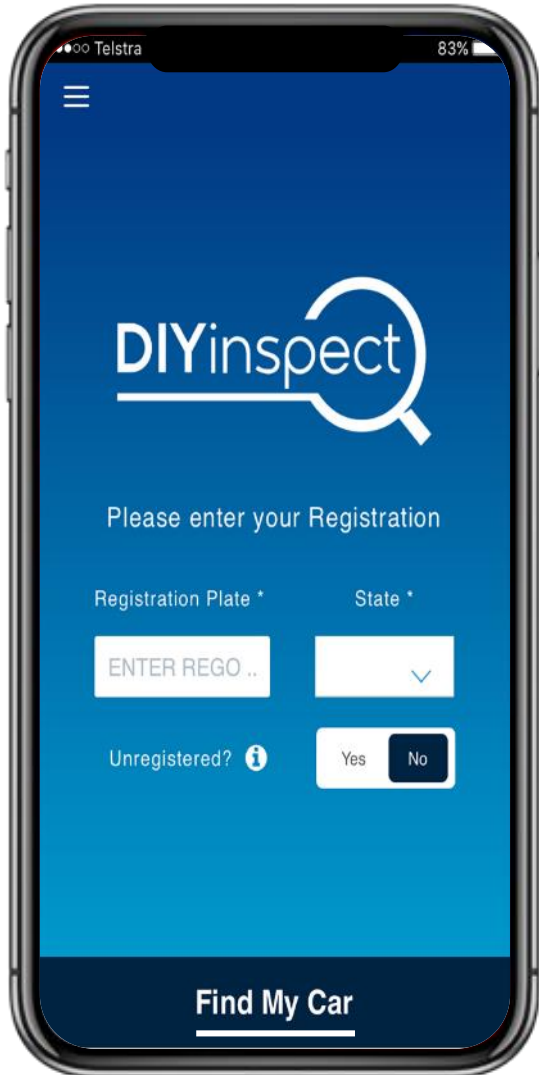 Telstra 83%
DIYinspect
Please enter your Registration
Registration Plate * State *
ENTER REGO ..
Unregistered? Yes No
Find My Car